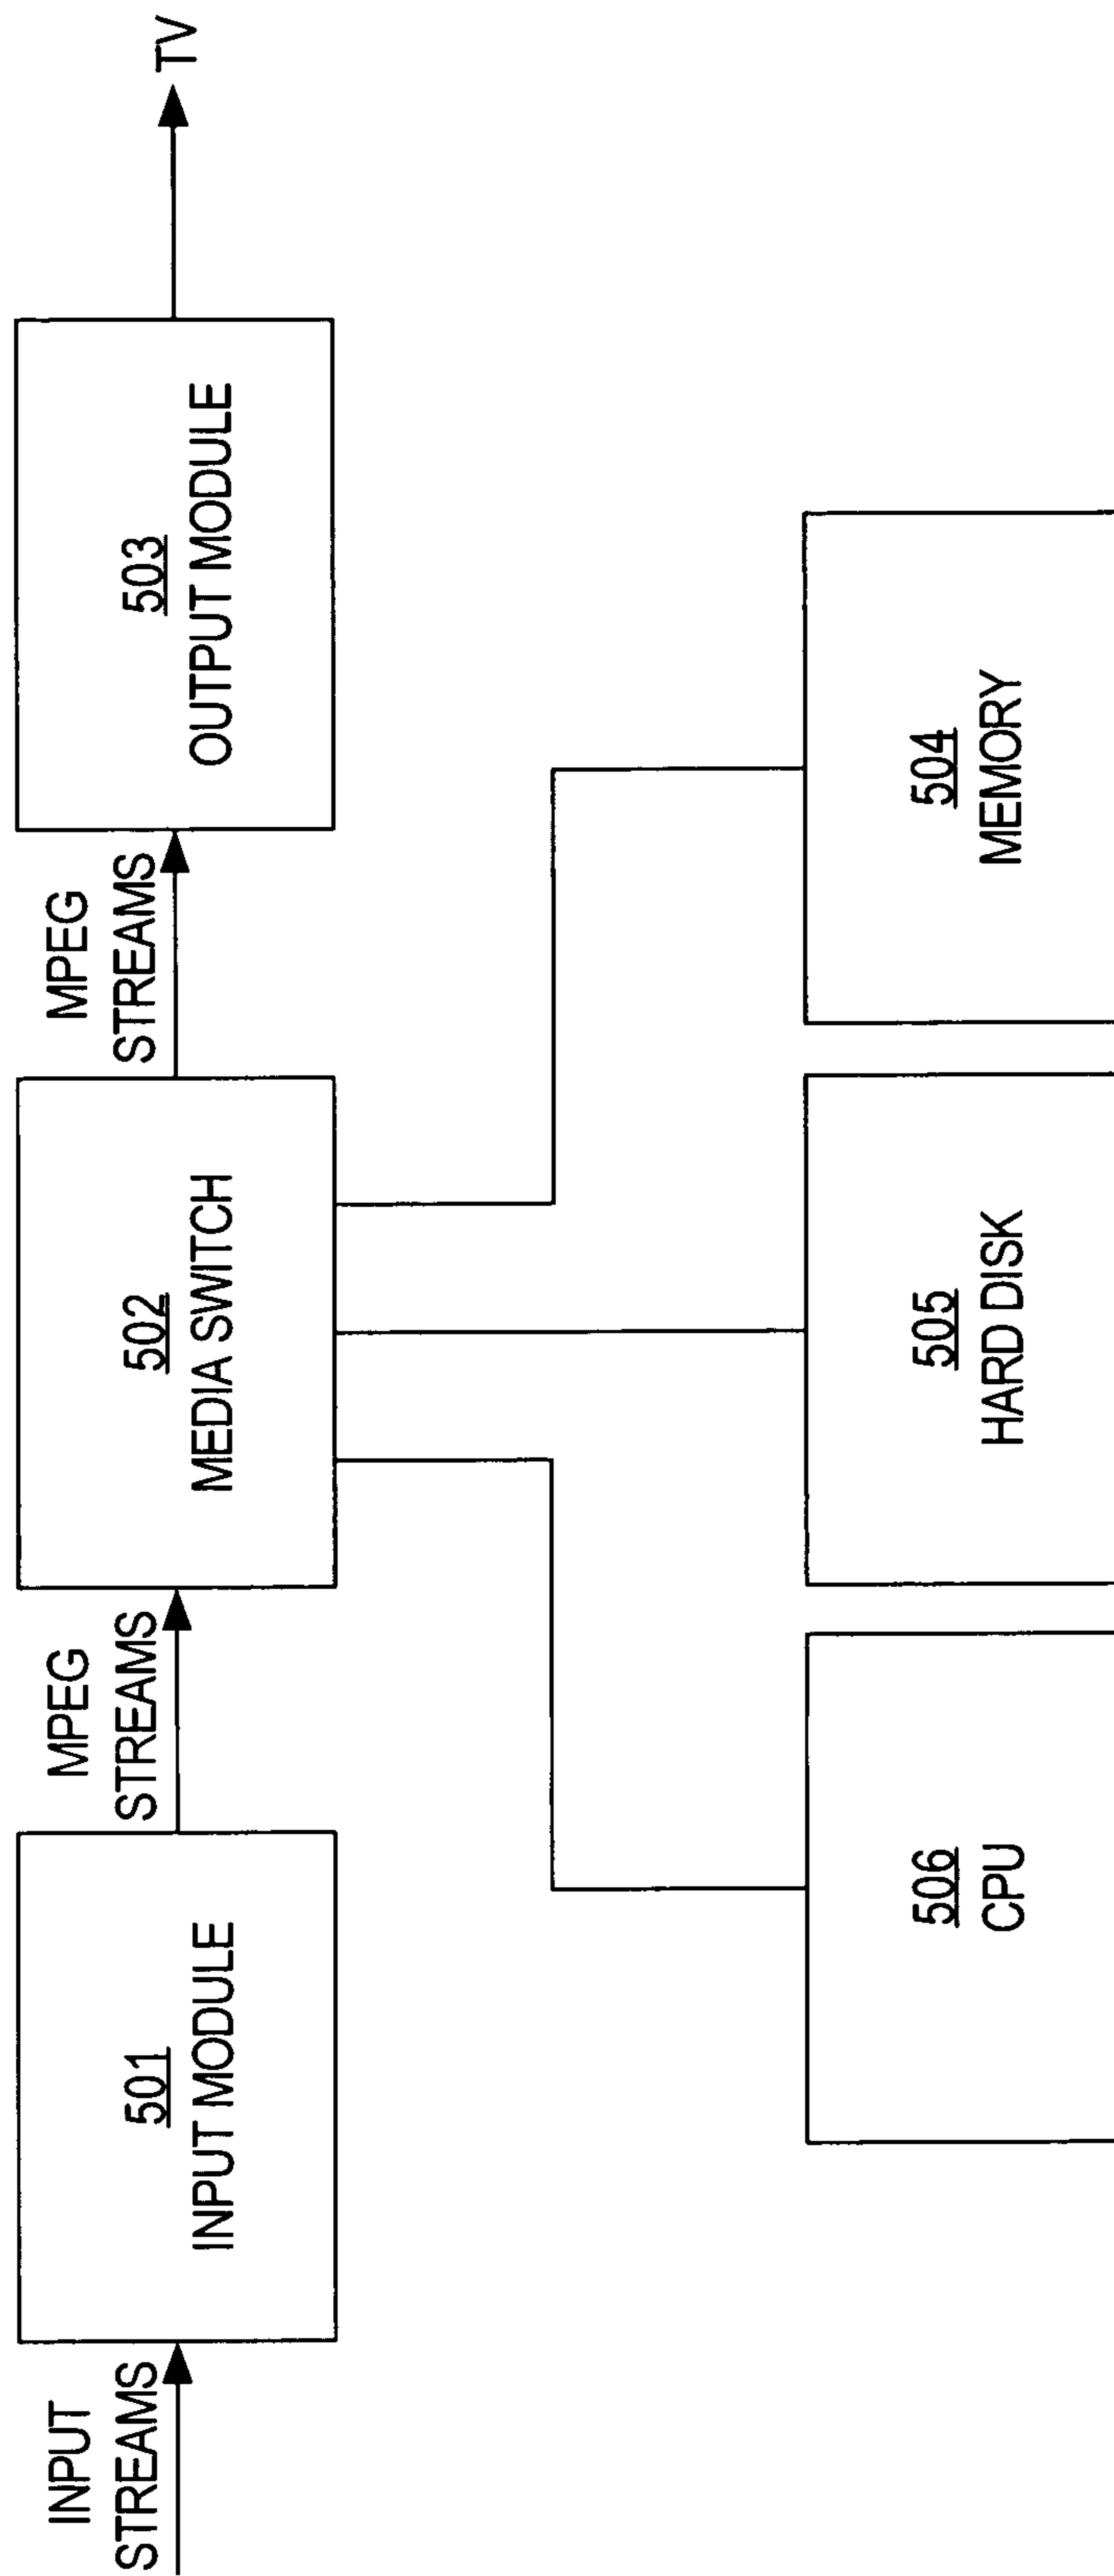 INPUT
STREAMS
501
INPUT MODULE
MPEG
STREAMS
502
MEDIA SWITCH
MPEG
STREAMS
503
OUTPUT MODULE
TV
506
CPU
505
HARD DISK
504
MEMORY